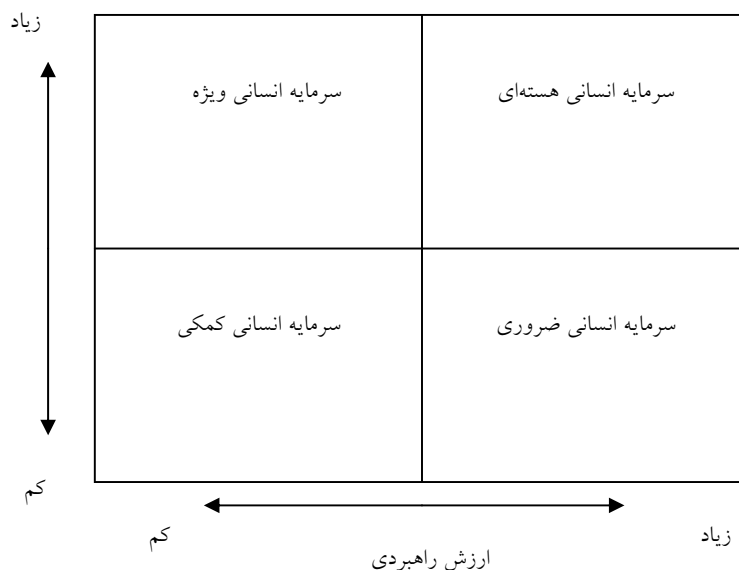 زیاد
سرمایه انسانی هسته‌ای
سرمایه انسانی ویژه
سرمایه انسانی ضروری
سرمایه انسانی کمکی
کم
زیاد
کم
ارزش راهبردی